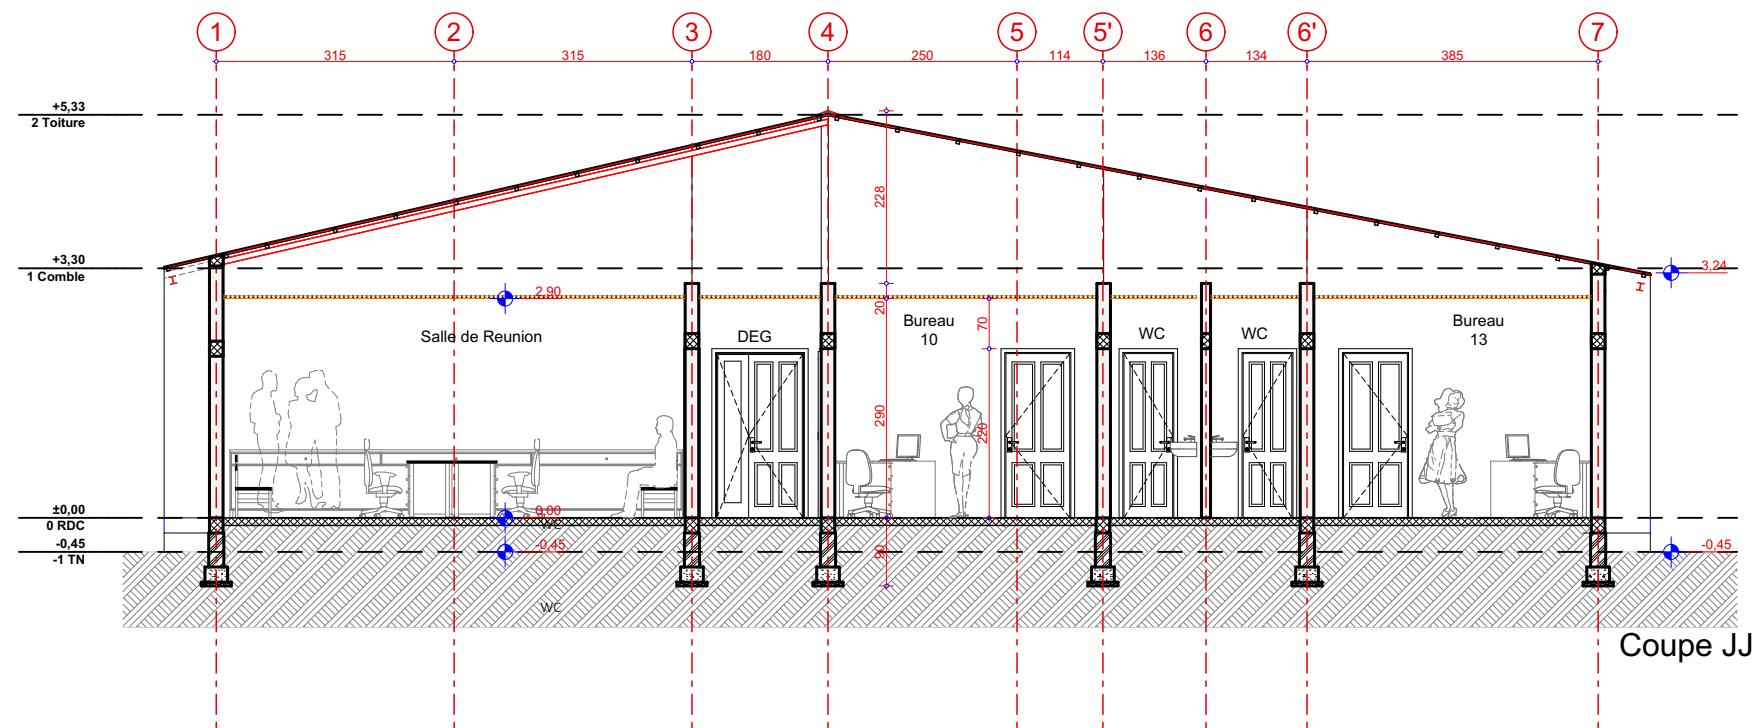 1 2 3 4 5 5' 6 6' 7
315 315 180 250 114 136 134 385
+5,33
2 Toiture
228
+3,30
1 Comble
3,24
2,90
20
70
Salle de Reunion
DEG
Bureau
10
WC
WC
Bureau
13
290
220
±0,00
0 RDC
0,00
WC
-0,45
-1 TN
-0,45
90
-0,45
WC
Coupe JJ